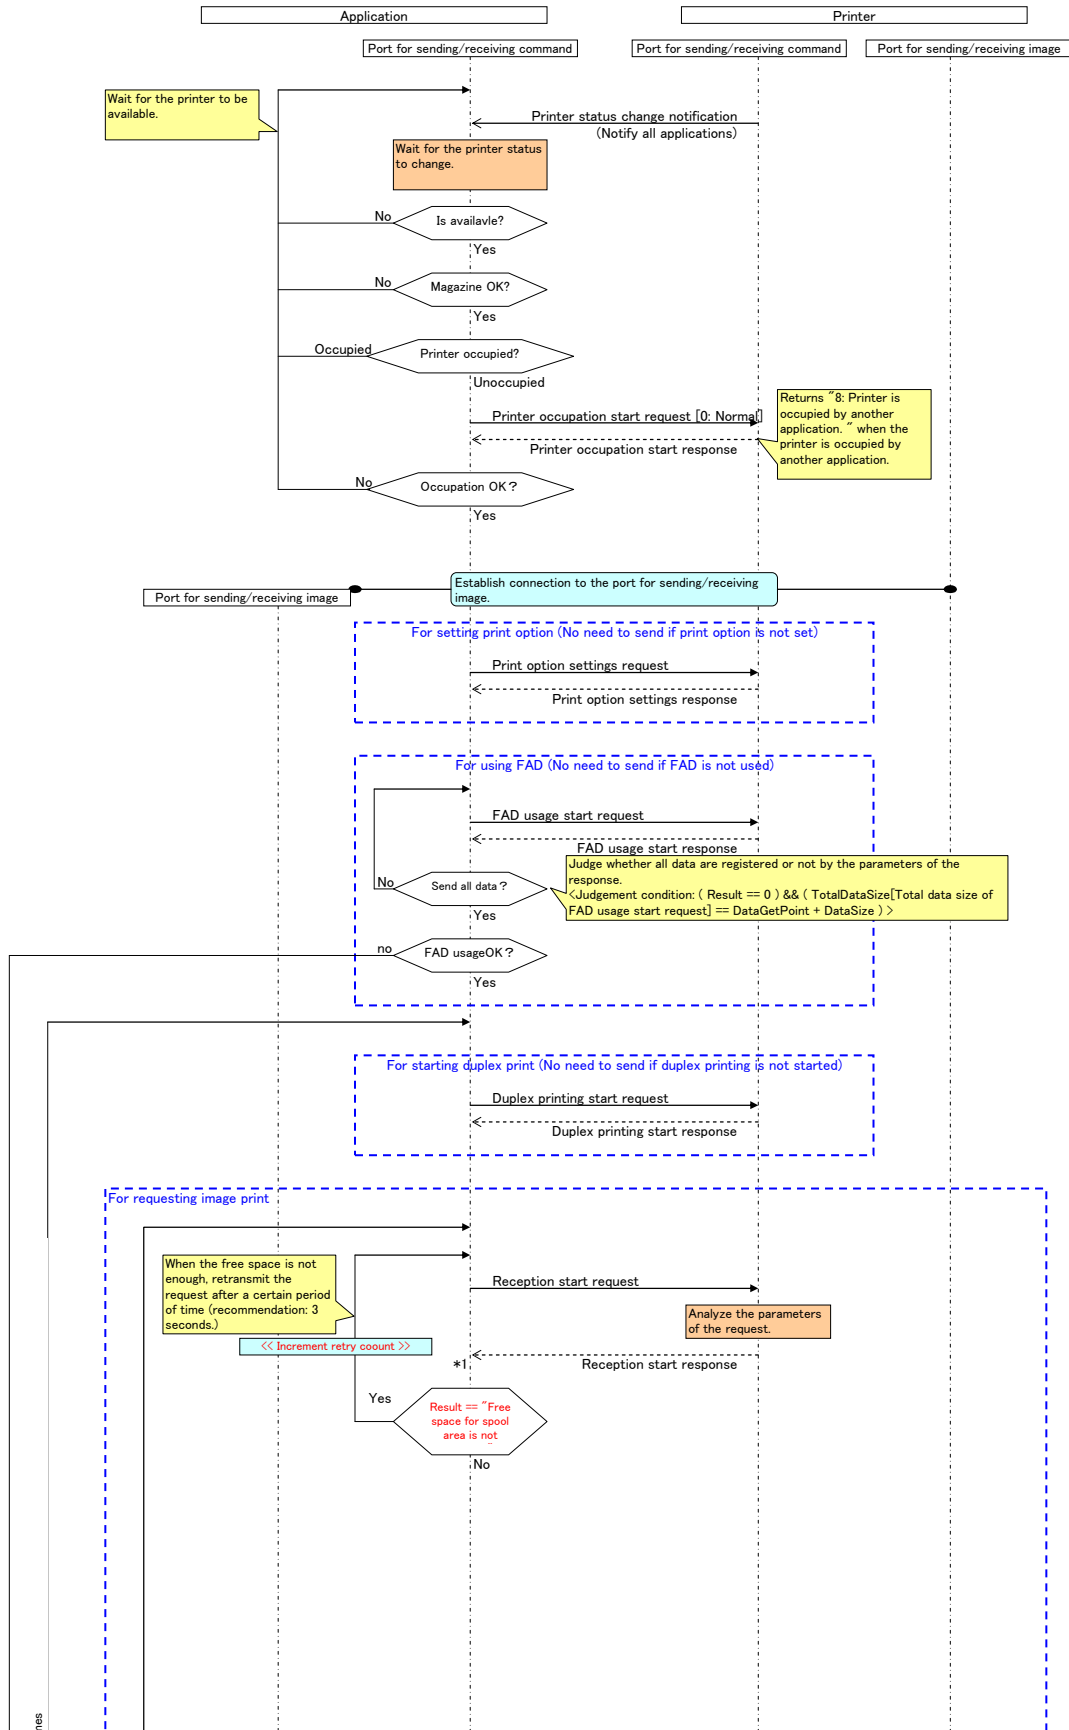 Application
Printer
Port for sending/receiving command
Port for sending/receiving command
Port for sending/receiving image
Wait for the printer to be
available.
Printer status change notification
(Notify all applications)
Wait for the printer status
to change.
No
Is availavle?
Yes
No
Magazine OK?
Yes
Occupied
Printer occupied?
Unoccupied
Printer occupation start request [0: Normal]
Printer occupation start response
Returns "8: Printer is
occupied by another
application. " when the
printer is occupied by
another application.
No
Occupation OK?
Yes
Establish connection to the port for sending/receiving
image.
Port for sending/receiving image
For setting print option (No need to send if print option is not set)
Print option settings request
Print option settings response
For using FAD (No need to send if FAD is not used)
FAD usage start request
FAD usage start response
Judge whether all data are registered or not by the parameters of the
response.
<Judgement condition: ( Result == 0 ) && ( TotalDataSize[Total data size of
FAD usage start request] == DataGetPoint + DataSize ) >
No
Send all data?
Yes
no
FAD usageOK?
Yes
For starting duplex print (No need to send if duplex printing is not started)
Duplex printing start request
Duplex printing start response
For requesting image print
When the free space is not
enough, retransmit the
request after a certain period
of time (recommendation: 3
seconds.)
Reception start request
Analyze the parameters
of the request.
<< Increment retry coount >>
Reception start response
*1
Yes
Result == "Free
space for spool
area is not
No
nes